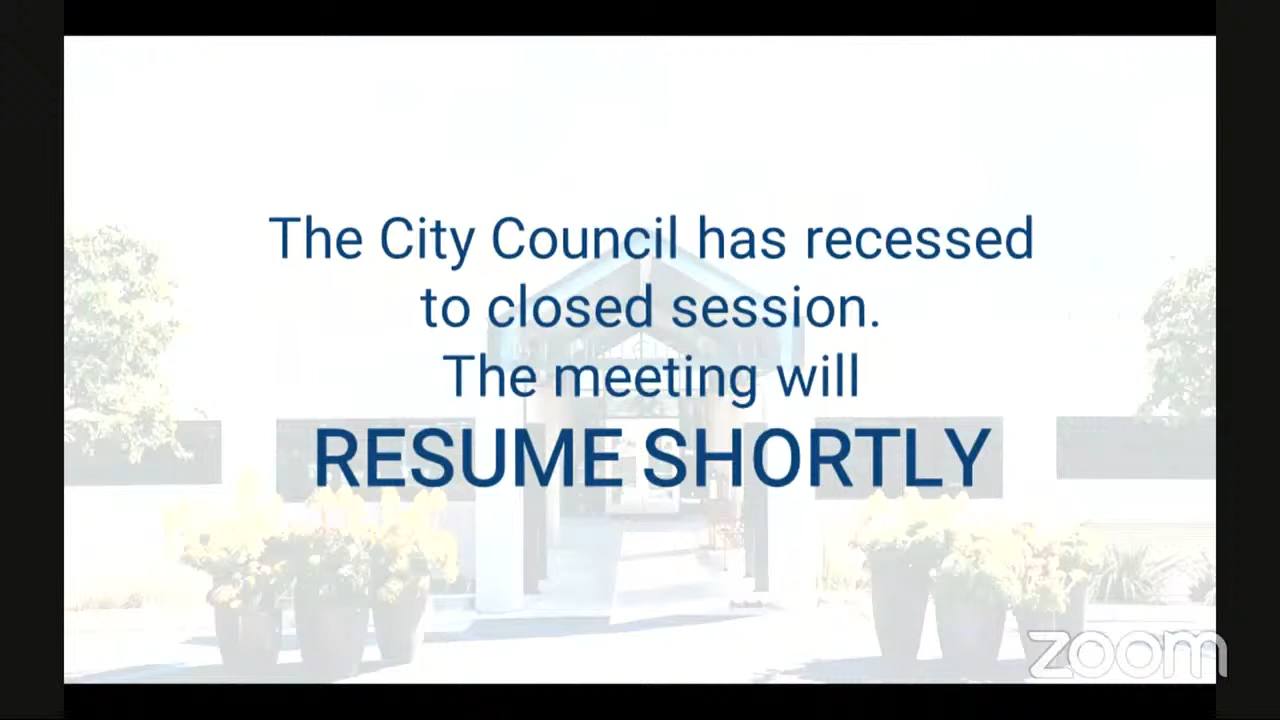 The City Council has recessed
to closed session.
The meeting will
RESUME SHORTLY
zoom